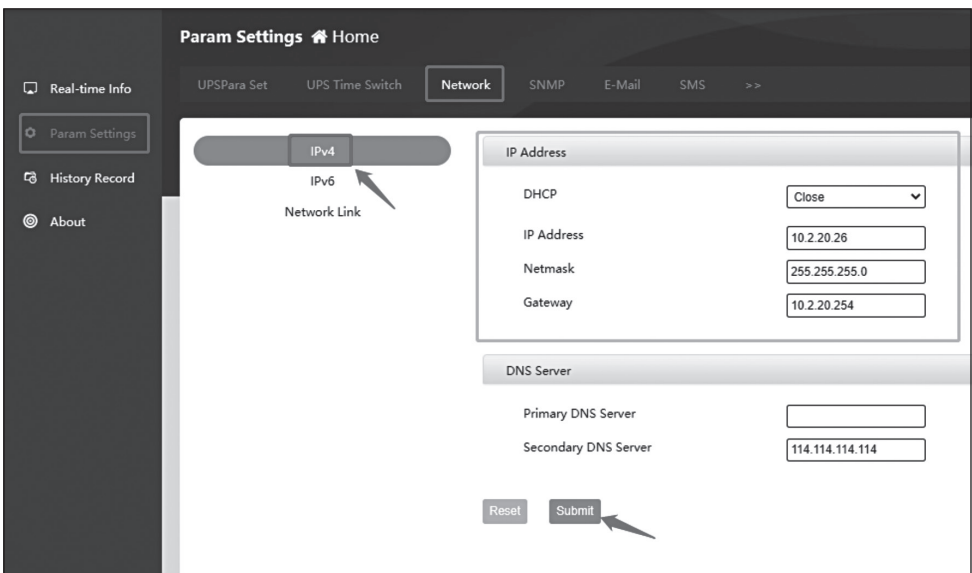 Param Settings Home
Real-time Info
Param Settings
History Record
About
UPSPara Set UPS Time Switch Network SNMP E-Mail SMS >>
IPv4
IPv6
Network Link
IP Address
DHCP Close
IP Address 10.2.20.26
Netmask 255.255.255.0
Gateway 10.2.20.254
DNS Server
Primary DNS Server
Secondary DNS Server 114.114.114.114
Reset Submit